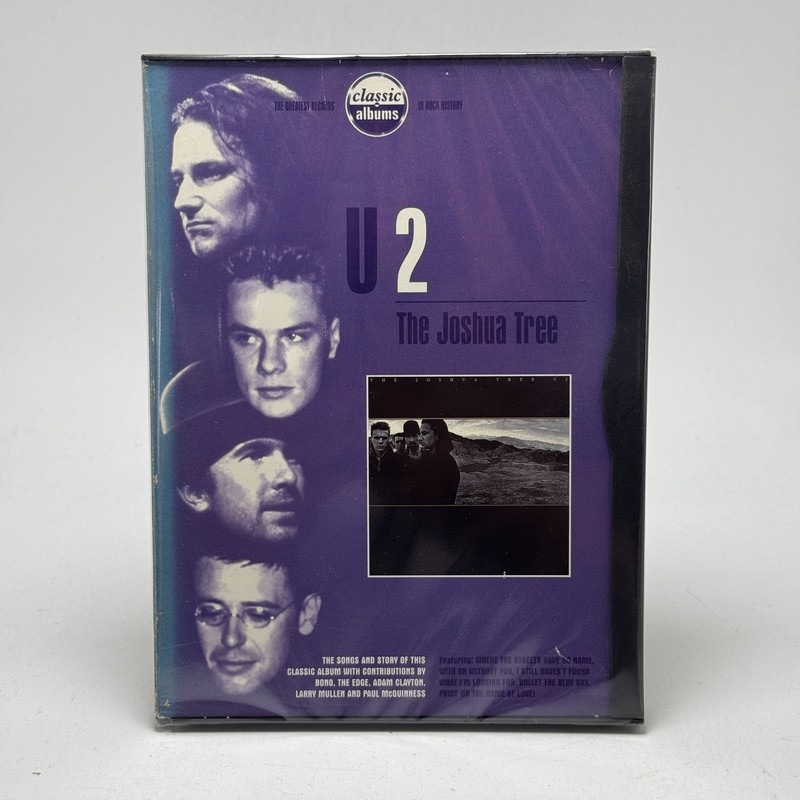 THE GREATEST RECORDS
classic
albums
IN ROCK HISTORY
U2
The Joshua Tree
THE JOSHUA TREE U2
THE SONGS AND STORY OF THIS
CLASSIC ALBUM WITH CONTRIBUTIONS BY
BONO, THE EDGE, ADAM CLAYTON,
LARRY MULLEN AND PAUL McGUINNESS
Featuring: WHERE THE STREETS HAVE NO NAME,
WITH OR WITHOUT YOU, I STILL HAVEN'T FOUND
WHAT I'M LOOKING FOR, BULLET THE BLUE SKY,
PRIDE (IN THE NAME OF LOVE)